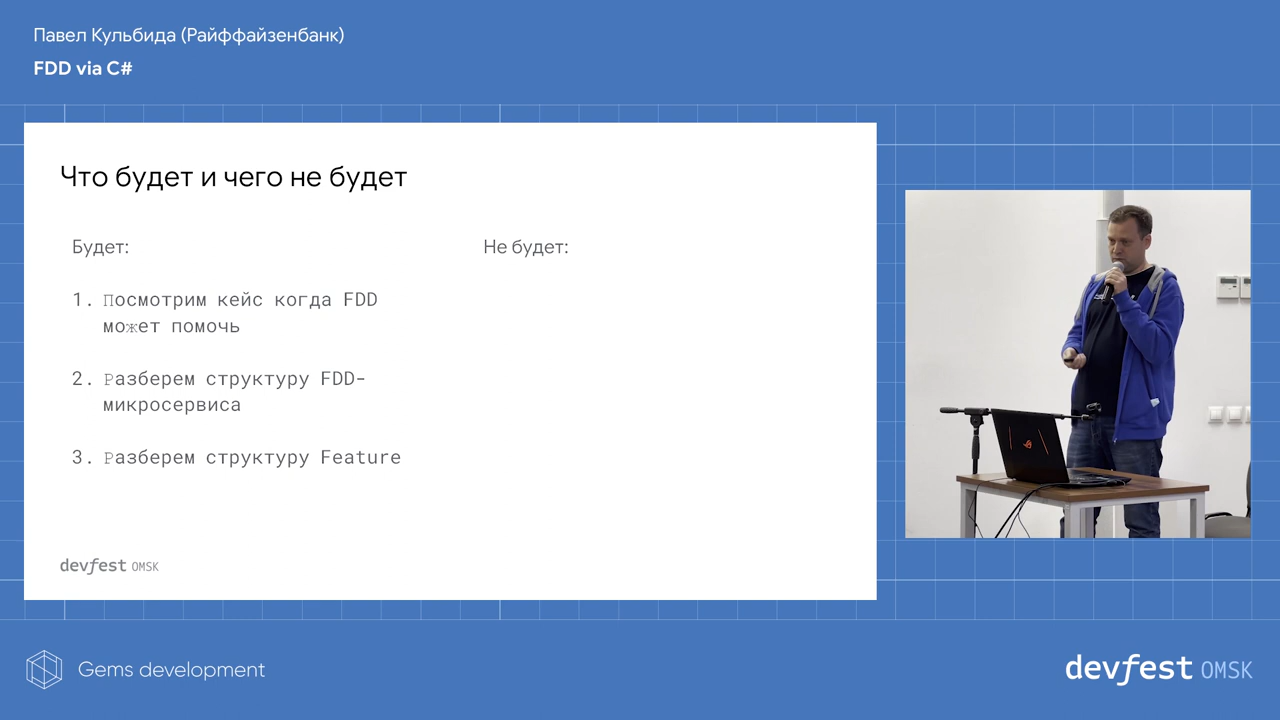 Павел Кульбида (Райффайзенбанк)
FDD via C#
Что будет и чего не будет
Будет:
1. Посмотрим кейс когда FDD
может помочь
2. Разберем структуру FDD-
микросервиса
3. Разберем структуру Feature
Не будет:
devfest OMSK
Gems development
devfest OMSK